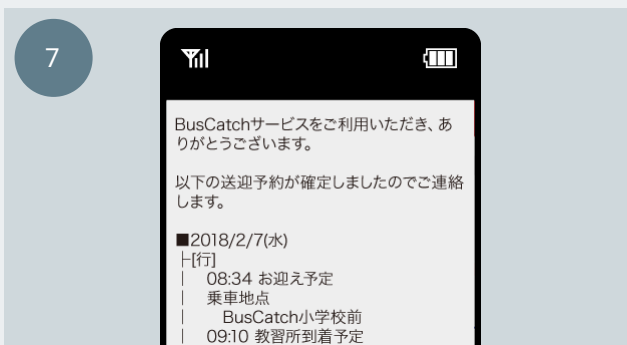 7
BusCatchサービスをご利用いただき、あ
りがとうございます。
以下の送迎予約が確定しましたのでご連絡
します。
■2018/2/7(水)
├[行]
│ 08:34 お迎え予定
│ 乗車地点
│ BusCatch小学校前
│ 09:10 教習所到着予定